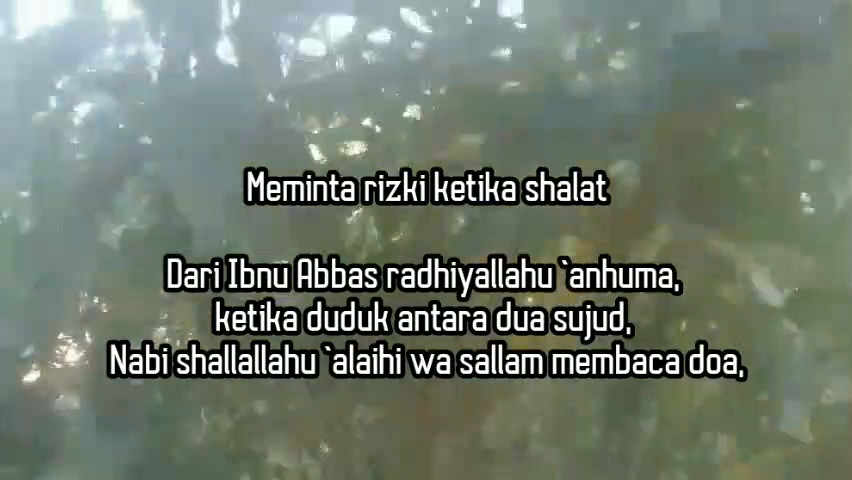 Meminta rizki ketika shalat
Dari Ibnu Abbas radhiyallahu `anhuma,
ketika duduk antara dua sujud,
Nabi shallallahu `alaihi wa sallam membaca doa,